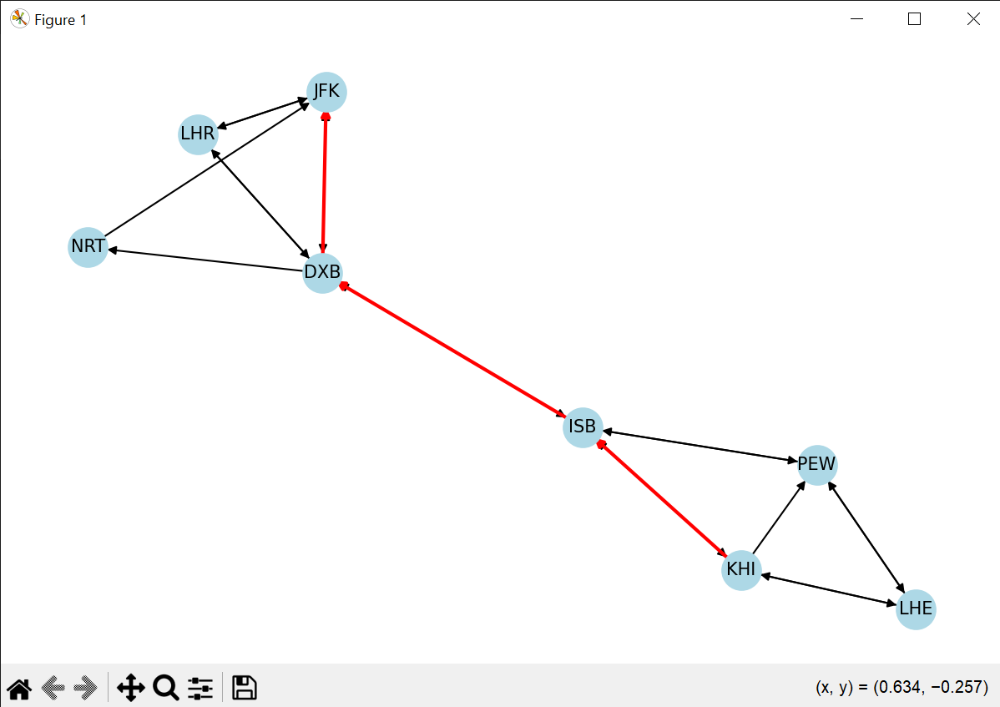 Figure 1
JFK
LHR
NRT
DXB
ISB
PEW
KHI
LHE
(x, y) = (0.634, −0.257)